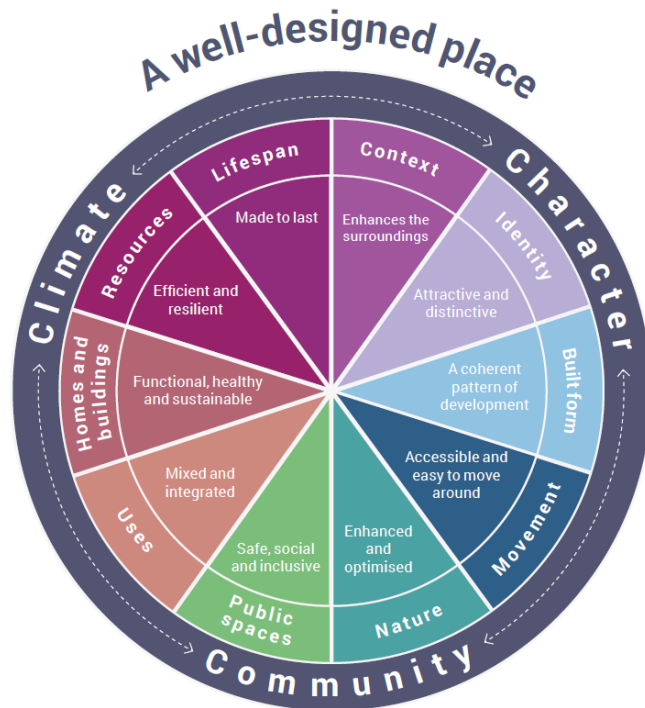 A well-designed place
Climate
Character
Community
Context
Enhances the
surroundings
Identity
Attractive and
distinctive
Built form
A coherent
pattern of
development
Movement
Accessible and
easy to move
around
Nature
Enhanced
and
optimised
Public
spaces
Safe, social
and inclusive
Uses
Mixed and
integrated
Homes and
buildings
Functional, healthy
and sustainable
Resources
Efficient and
resilient
Lifespan
Made to last